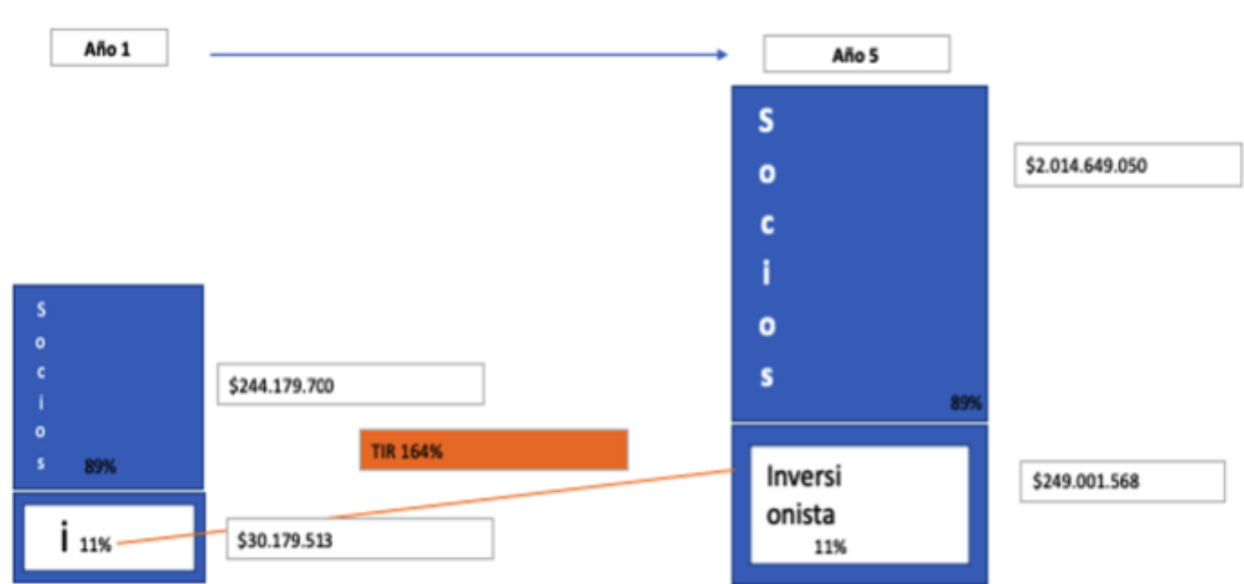 Año 1
Año 5
S
o
c
i
o
s
89%
$2.014.649.050
S
o
c
i
o
s
89%
$244.179.700
TIR 164%
i 11%
$30.179.513
Inversi
onista
11%
$249.001.568